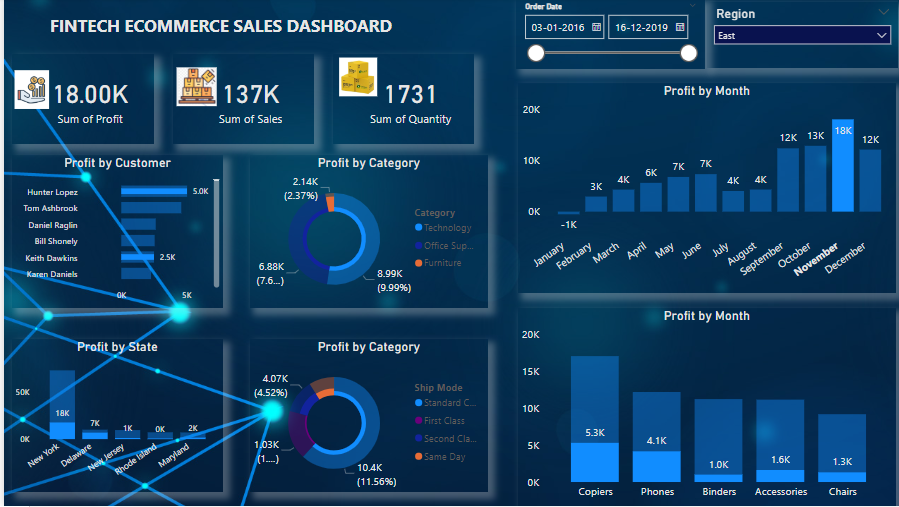 FINTECH ECOMMERCE SALES DASHBOARD
Order Date
03-01-2016
16-12-2019
Region
East
18.00K
Sum of Profit
137K
Sum of Sales
1731
Sum of Quantity
Profit by Customer
Hunter Lopez
5.0K
Tom Ashbrook
Daniel Raglin
Bill Shonely
Keith Dawkins
2.5K
Karen Daniels
0K
5K
Profit by Category
2.14K
(2.37%)
6.88K
(7.6...)
8.99K
(9.99%)
Category
Technology
Office Sup...
Furniture
Profit by Month
20K
10K
0K
-1K
3K
4K
6K
7K
7K
4K
4K
12K
13K
18K
12K
January
February
March
April
May
June
July
August
September
October
November
December
Profit by State
50K
0K
18K
7K
1K
0K
2K
New York
Delaware
New Jersey
Rhode Island
Maryland
Profit by Category
4.07K
(4.52%)
1.03K
(1....)
10.4K
(11.56%)
Ship Mode
Standard C...
First Class
Second Cla...
Same Day
Profit by Month
20K
15K
10K
5K
0K
5.3K
4.1K
1.0K
1.6K
1.3K
Copiers
Phones
Binders
Accessories
Chairs